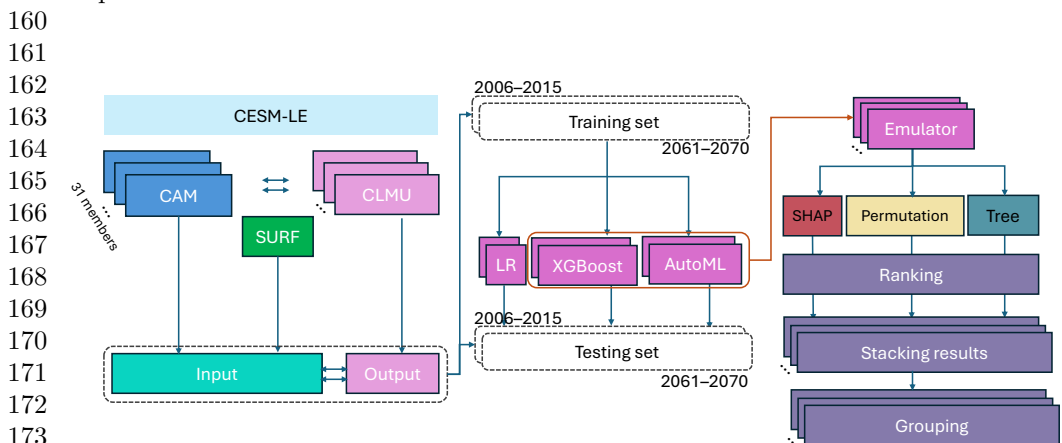 160
161
162
163
164
165
166
167
168
169
170
171
172
173
CESM-LE
CAM
CLMU
...
31 members
...
SURF
Input
Output
2006–2015
Training set
2061–2070
LR
XGBoost
AutoML
2006–2015
Testing set
2061–2070
Emulator
...
SHAP
Permutation
Tree
Ranking
Stacking results
...
Grouping
...